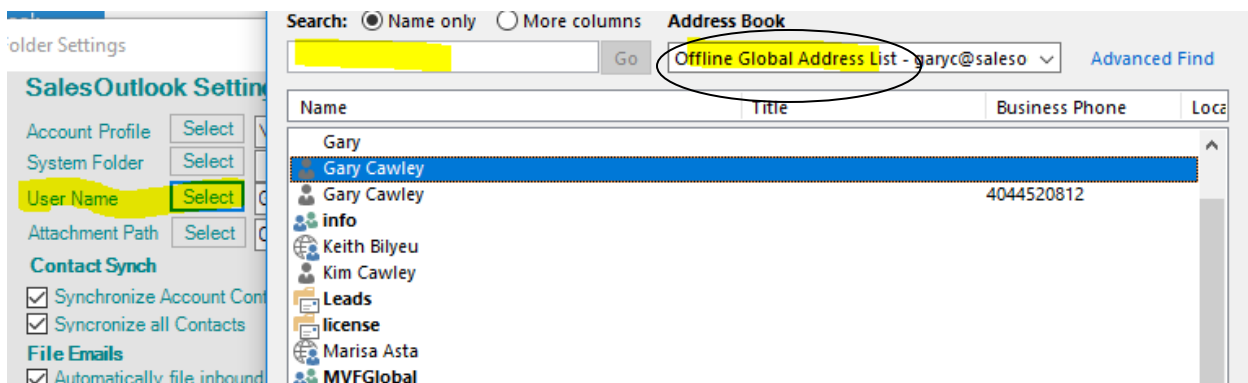 Search: Name only More columns Address Book
Go Offline Global Address List - garyc@saleso Advanced Find
older Settings
SalesOutlook Setting
Account Profile Select
System Folder Select
User Name Select
Attachment Path Select
Contact Synch
Synchronize Account Cont
Syncronize all Contacts
File Emails
Automatically file inbound
Name Title Business Phone Loca
Gary
Gary Cawley
Gary Cawley 4044520812
info
Keith Bilyeu
Kim Cawley
Leads
license
Marisa Asta
MVFGlobal